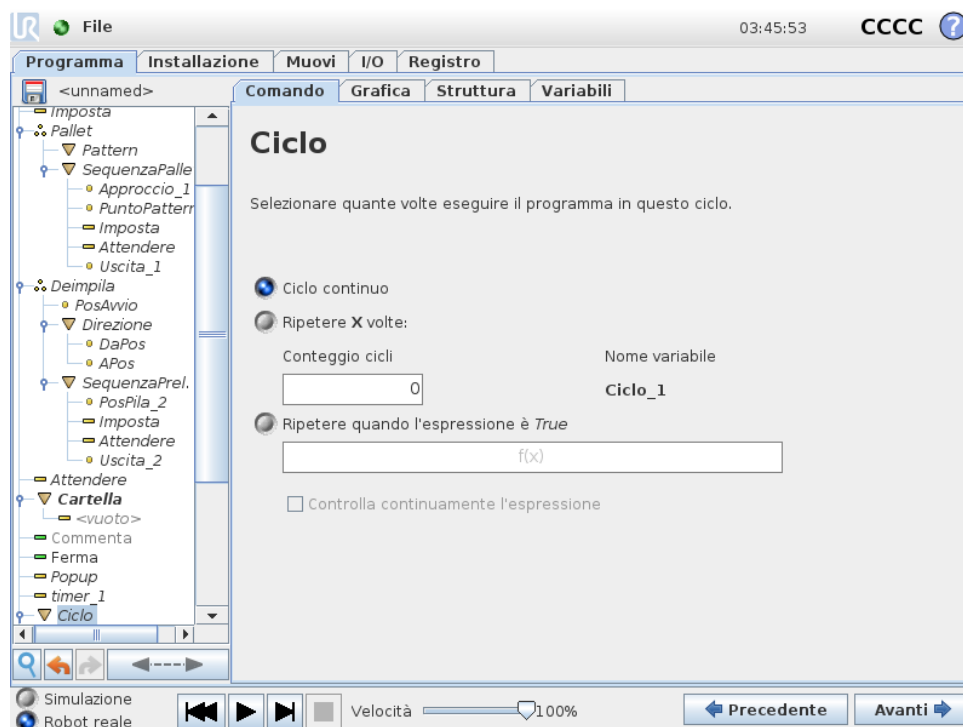 UR File 03:45:53 CCCC ?
Programma Installazione Muovi I/O Registro
<unnamed>
Comando Grafica Struttura Variabili
Imposta
Pallet
Pattern
SequenzaPalle
Approccio_1
PuntoPattern
Imposta
Attendere
Uscita_1
Deimpila
PosAvvio
Direzione
DaPos
APos
SequenzaPrel.
PosPila_2
Imposta
Attendere
Uscita_2
Attendere
Cartella
<vuoto>
Commenta
Ferma
Popup
timer_1
Ciclo
Ciclo
Selezionare quante volte eseguire il programma in questo ciclo.
Ciclo continuo
Ripetere X volte:
Conteggio cicli Nome variabile
0 Ciclo_1
Ripetere quando l'espressione è True
f(x)
Controlla continuamente l'espressione
Simulazione
Robot reale
Velocità 100%
Precedente Avanti